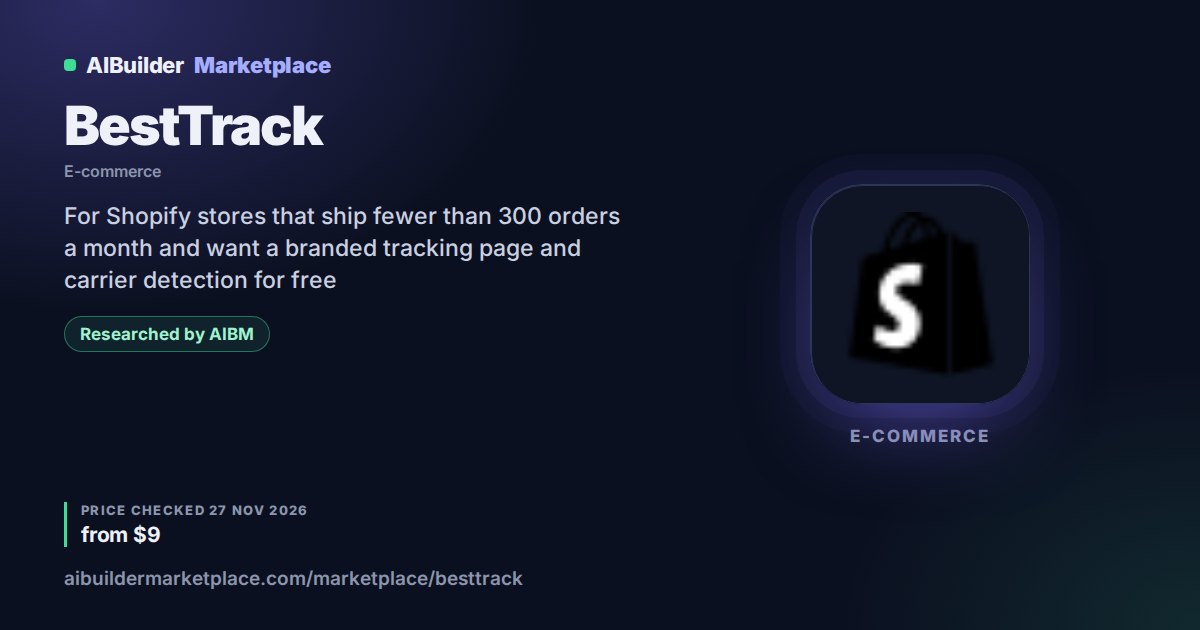 AIBuilder Marketplace
BestTrack
E-commerce
For Shopify stores that ship fewer than 300 orders
a month and want a branded tracking page and
carrier detection for free
Researched by AIBM
S
E-COMMERCE
PRICE CHECKED 27 NOV 2026
from $9
aibuildermarketplace.com/marketplace/besttrack